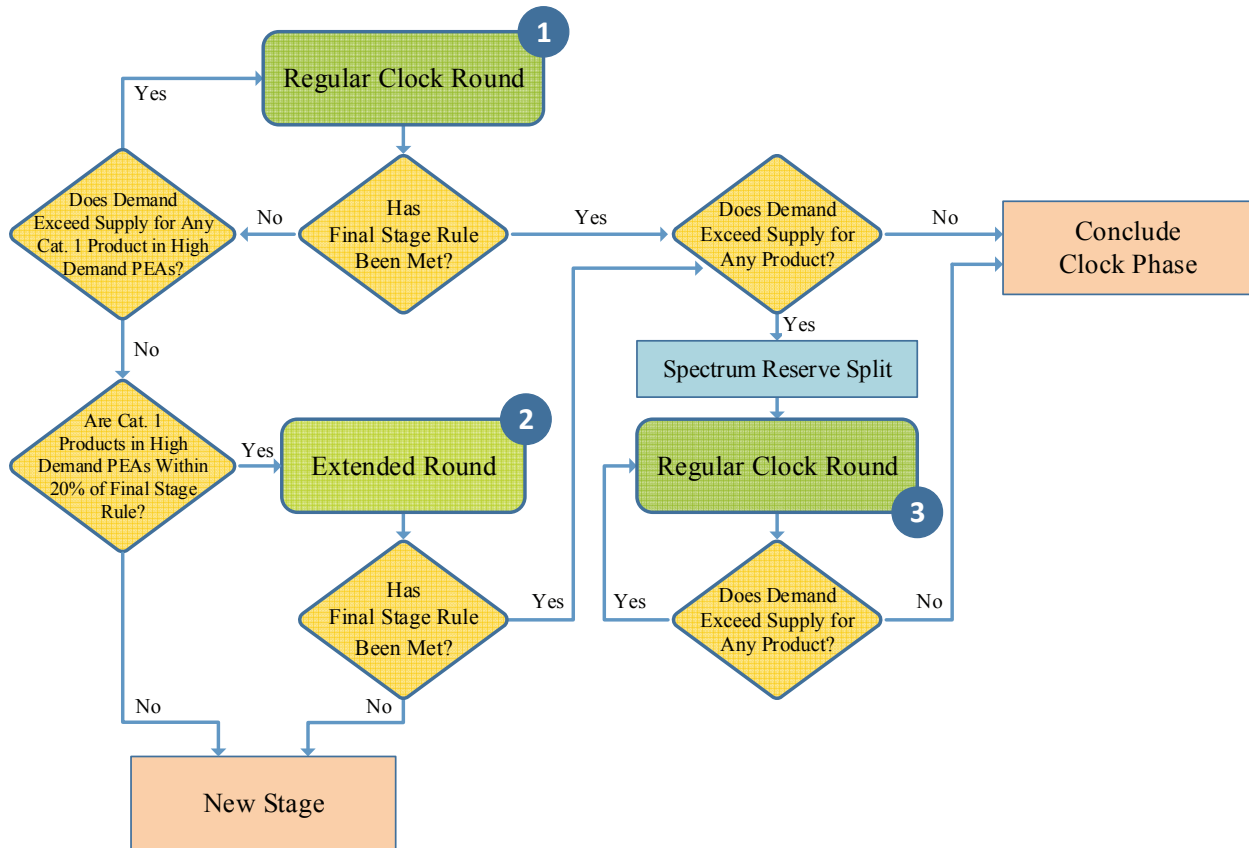 1
Regular Clock Round
Yes
Does Demand
Exceed Supply for Any
Cat. 1 Product in High
Demand PEAs?
No
Has
Final Stage Rule
Been Met?
Yes
Does Demand
Exceed Supply for
Any Product?
No
Conclude
Clock Phase
No
Yes
Spectrum Reserve Split
Are Cat. 1
Products in High
Demand PEAs Within
20% of Final Stage
Rule?
Yes
2
Extended Round
Regular Clock Round
3
Has
Final Stage Rule
Been Met?
Yes
Yes
Does Demand
Exceed Supply for
Any Product?
No
No
No
New Stage